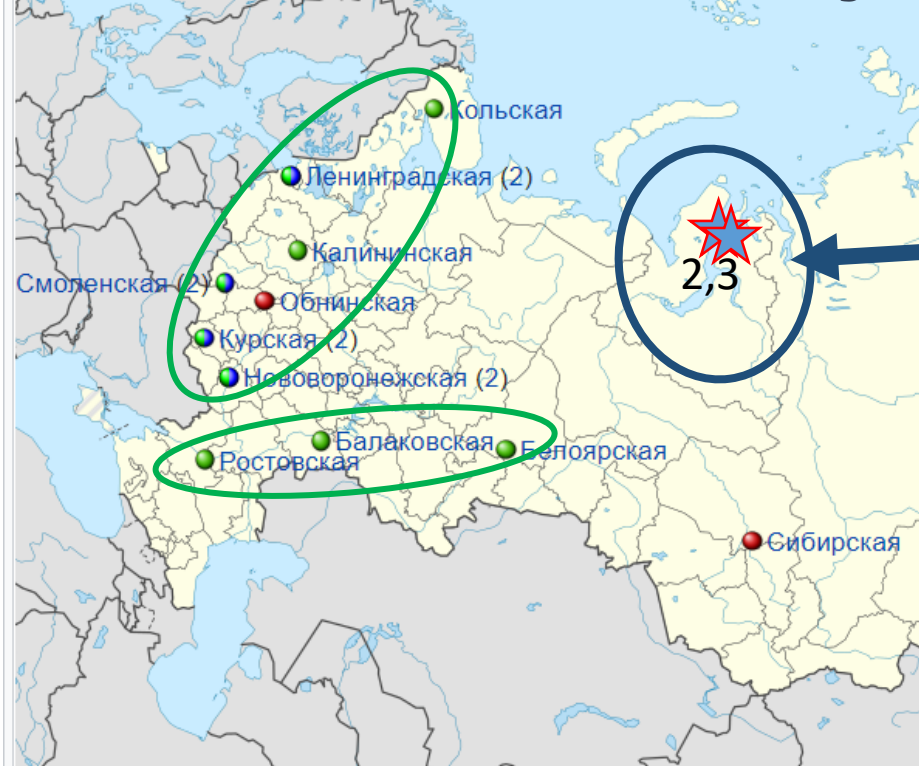 Кольская
Ленинградская (2)
Калининская
Смоленская (2)
Обнинская
2,3
Курская (2)
Нововоронежская (2)
Балаковская
Белоярская
Ростовская
Сибирская